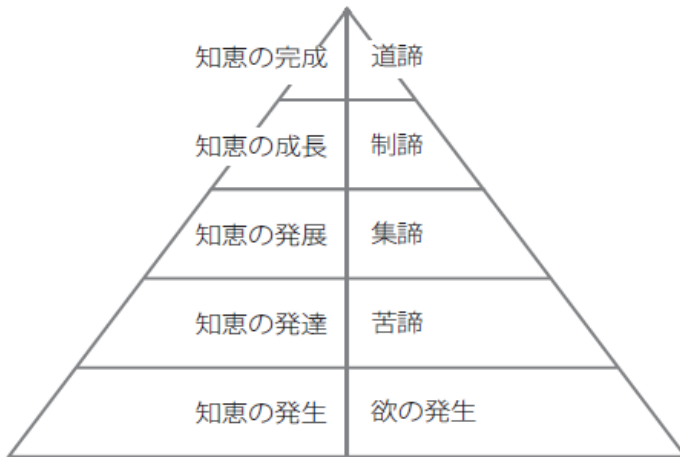 知恵の完成 道諦
知恵の成長 制諦
知恵の発展 集諦
知恵の発達 苦諦
知恵の発生 欲の発生